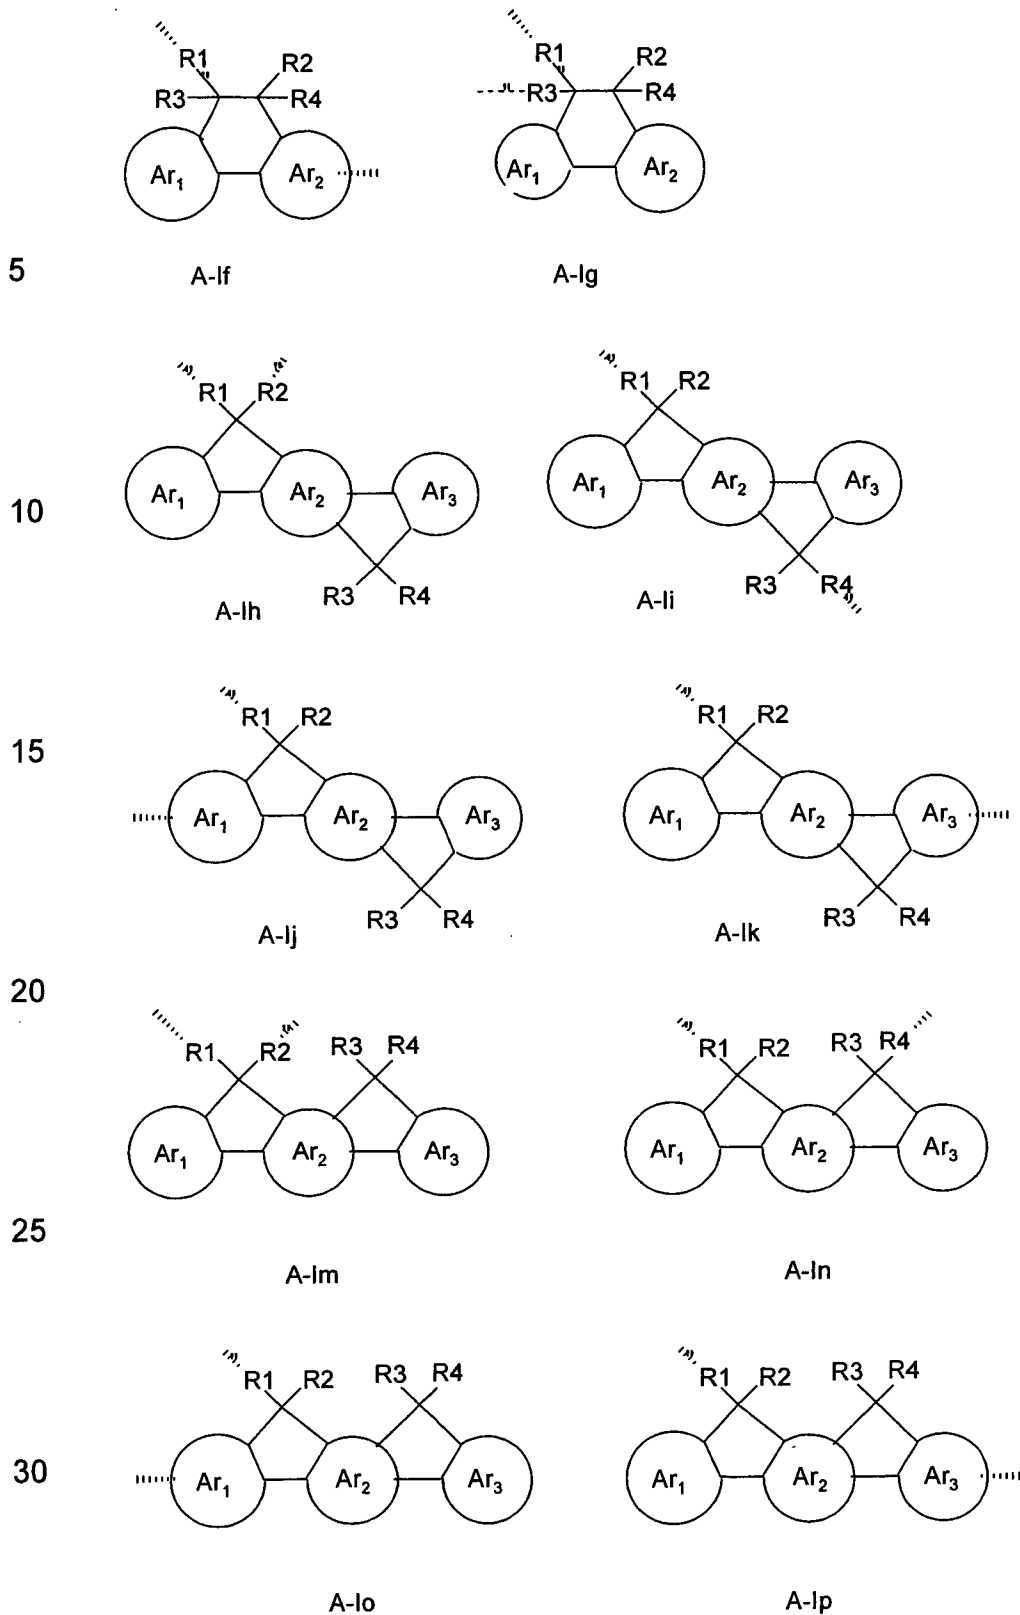 R1 R2 R1 R2
R3 R4 R3 R4
Ar1 Ar2 Ar1 Ar2
5
A-If A-Ig
R1 R2 R1 R2
Ar1 Ar2 Ar3 Ar1 Ar2 Ar3
10
R3 R4 R3 R4
A-Ih A-Ii
R1 R2 R1 R2
15
Ar1 Ar2 Ar3 Ar1 Ar2 Ar3
R3 R4 R3 R4
A-Ij A-Ik
20
R1 R2 R3 R4 R1 R2 R3 R4
Ar1 Ar2 Ar3 Ar1 Ar2 Ar3
25
A-Im A-In
R1 R2 R3 R4 R1 R2 R3 R4
30
Ar1 Ar2 Ar3 Ar1 Ar2 Ar3
A-Io A-Ip